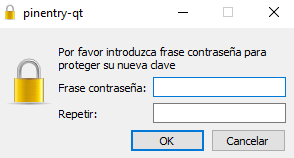 pinentry-qt
Por favor introduzca frase contraseña para
proteger su nueva clave
Frase contraseña:
Repetir:
OK
Cancelar